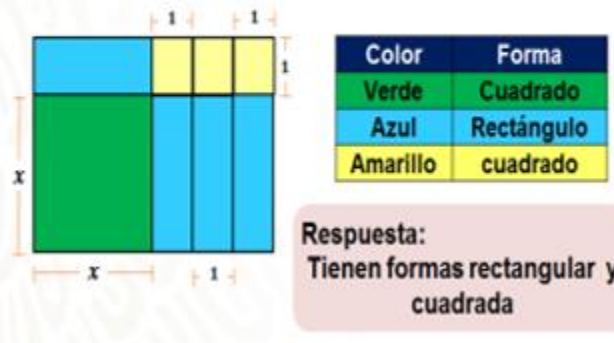 1 1
1
x
x 1
Color Forma
Verde Cuadrado
Azul Rectángulo
Amarillo cuadrado
Respuesta:
Tienen formas rectangular y
cuadrada